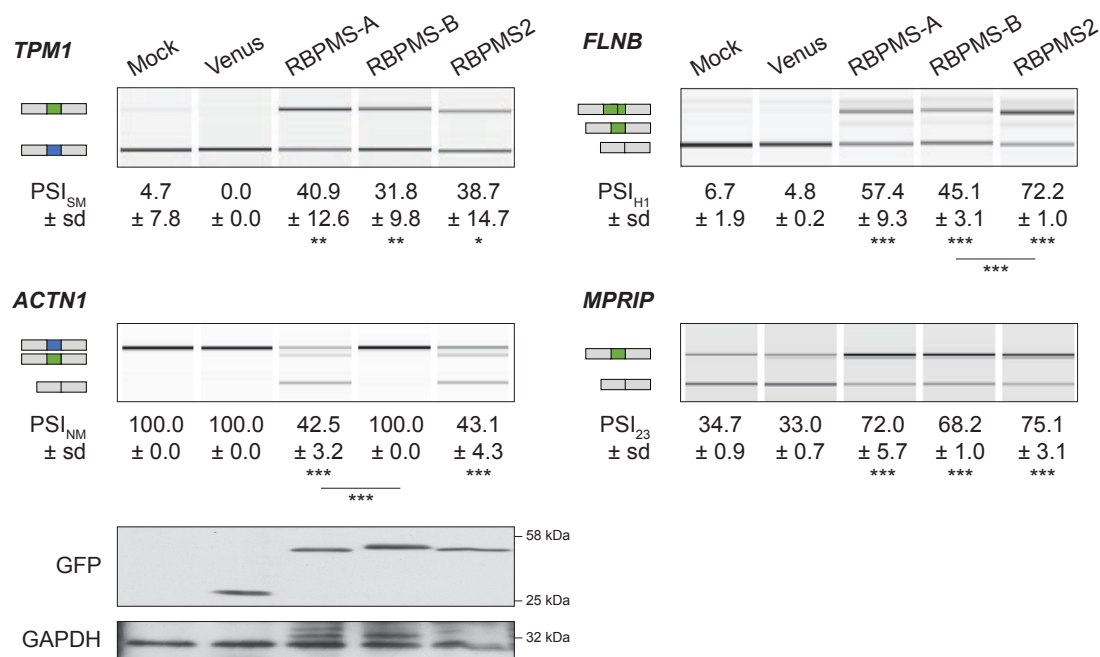 TPM1
Mock Venus RBPMS-A RBPMS-B RBPMS2
PSI_SM 4.7 0.0 40.9 31.8 38.7
± sd ± 7.8 ± 0.0 ± 12.6 ± 9.8 ± 14.7
** ** *
FLNB
Mock Venus RBPMS-A RBPMS-B RBPMS2
PSI_H1 6.7 4.8 57.4 45.1 72.2
± sd ± 1.9 ± 0.2 ± 9.3 ± 3.1 ± 1.0
*** *** ***
***
ACTN1
PSI_NM 100.0 100.0 42.5 100.0 43.1
± sd ± 0.0 ± 0.0 ± 3.2 ± 0.0 ± 4.3
*** ***
***
MPRIP
PSI_23 34.7 33.0 72.0 68.2 75.1
± sd ± 0.9 ± 0.7 ± 5.7 ± 1.0 ± 3.1
*** *** ***
GFP
58 kDa
25 kDa
GAPDH
32 kDa